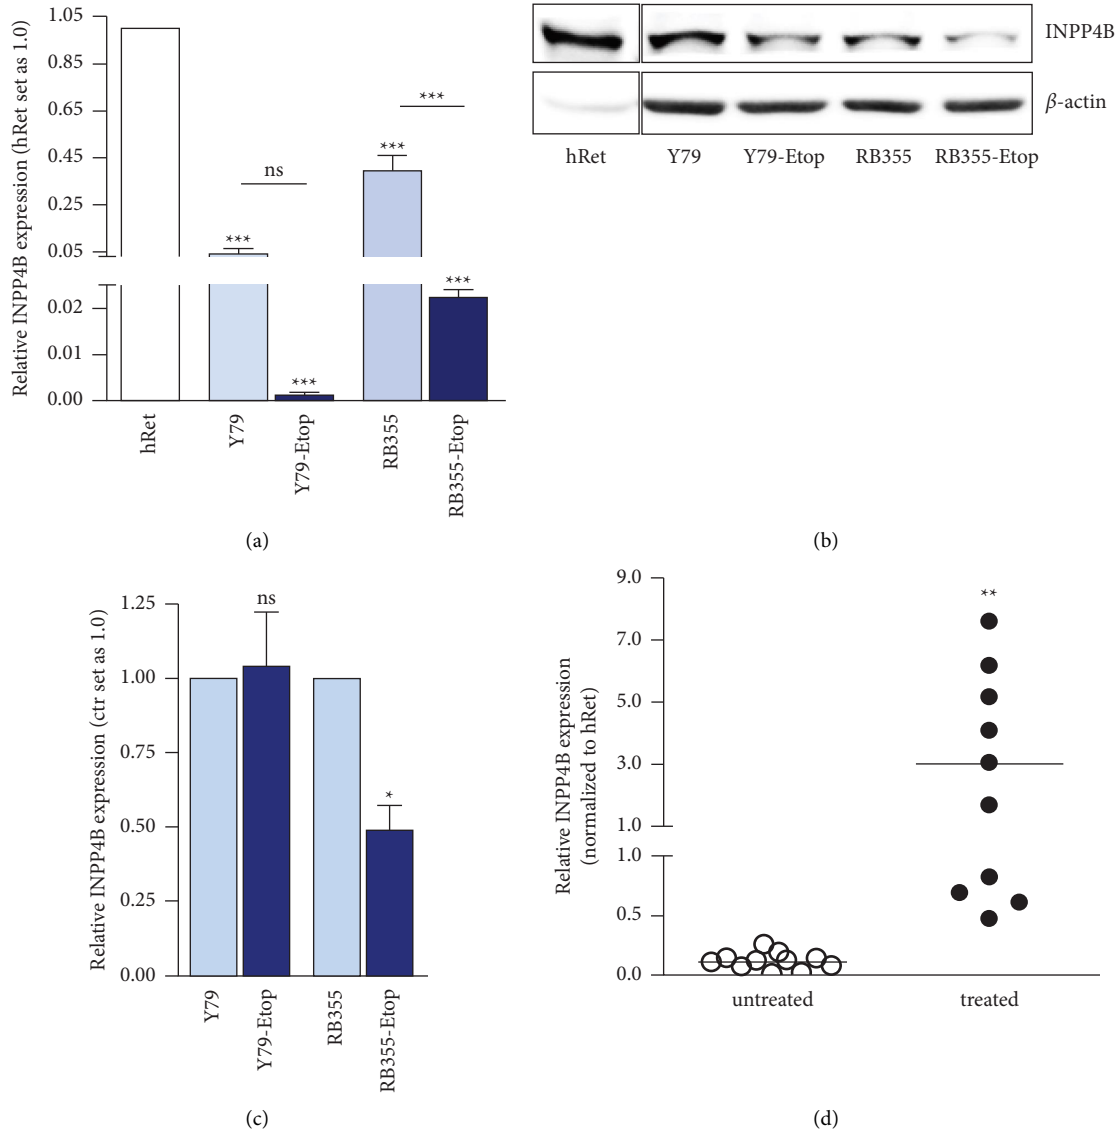 Relative INPP4B expression (hRet set as 1.0)
1.05
0.85
0.65
0.45
0.25
0.05
0.02
0.01
0.00
***
ns
***
***
***
***
hRet
Y79
Y79-Etop
RB355
RB355-Etop
(a)
INPP4B
β-actin
hRet
Y79
Y79-Etop
RB355
RB355-Etop
(b)
Relative INPP4B expression (ctr set as 1.0)
1.25
1.00
0.75
0.50
0.25
0.00
ns
*
Y79
Y79-Etop
RB355
RB355-Etop
(c)
Relative INPP4B expression
(normalized to hRet)
9.0
7.0
5.0
3.0
1.0
1.0
0.5
0.0
**
untreated
treated
(d)